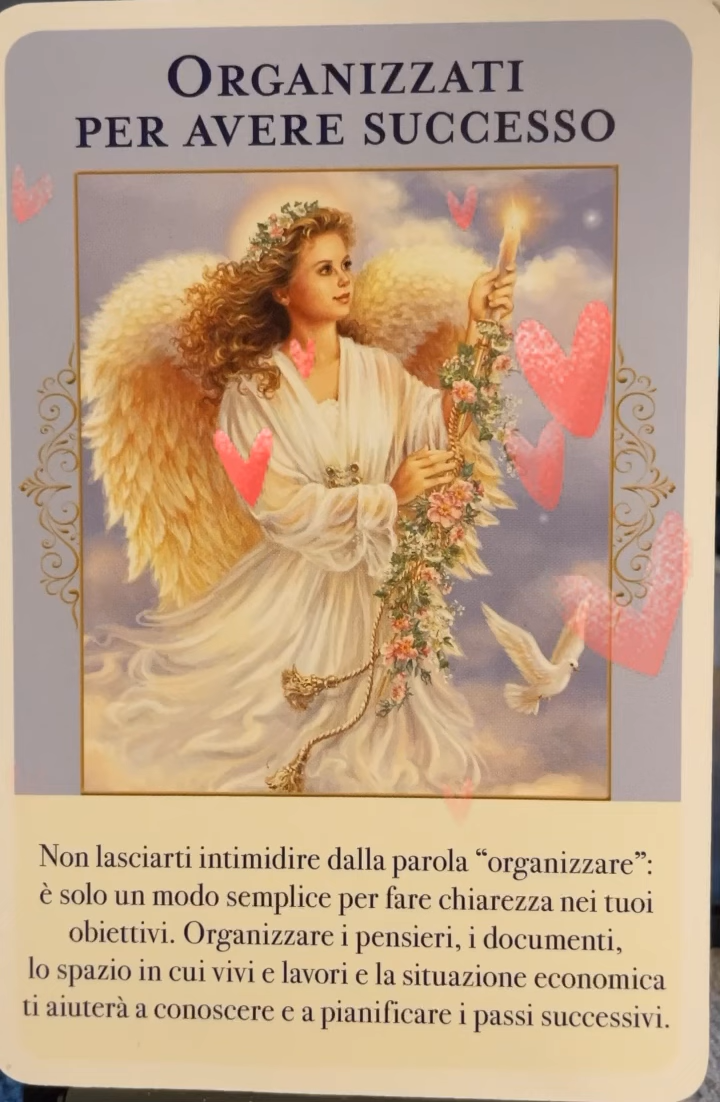 ORGANIZZATI
PER AVERE SUCCESSO
Non lasciarti intimidire dalla parola “organizzare”:
è solo un modo semplice per fare chiarezza nei tuoi
obiettivi. Organizzare i pensieri, i documenti,
lo spazio in cui vivi e lavori e la situazione economica
ti aiuterà a conoscere e a pianificare i passi successivi.